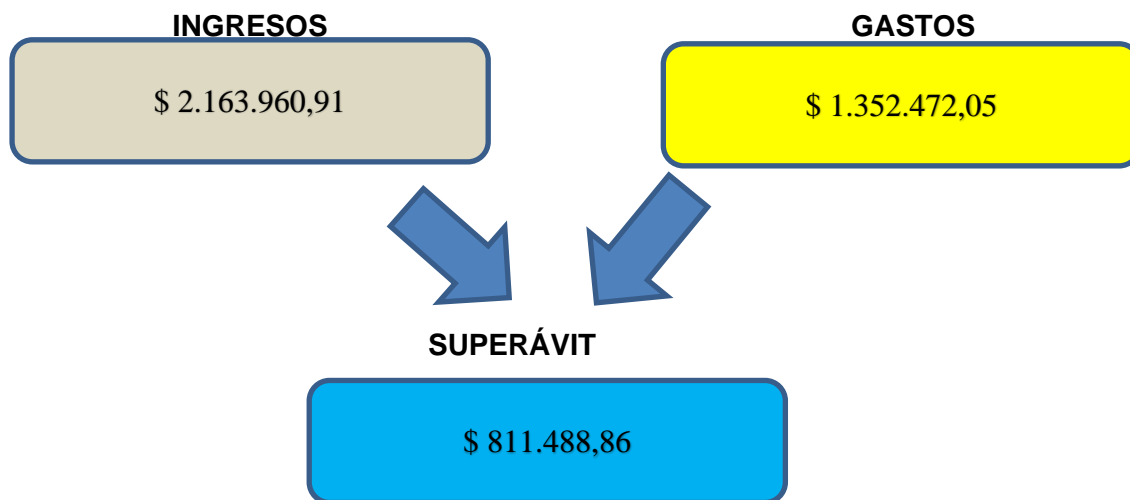 INGRESOS
$ 2.163.960,91
GASTOS
$ 1.352.472,05
SUPERÁVIT
$ 811.488,86